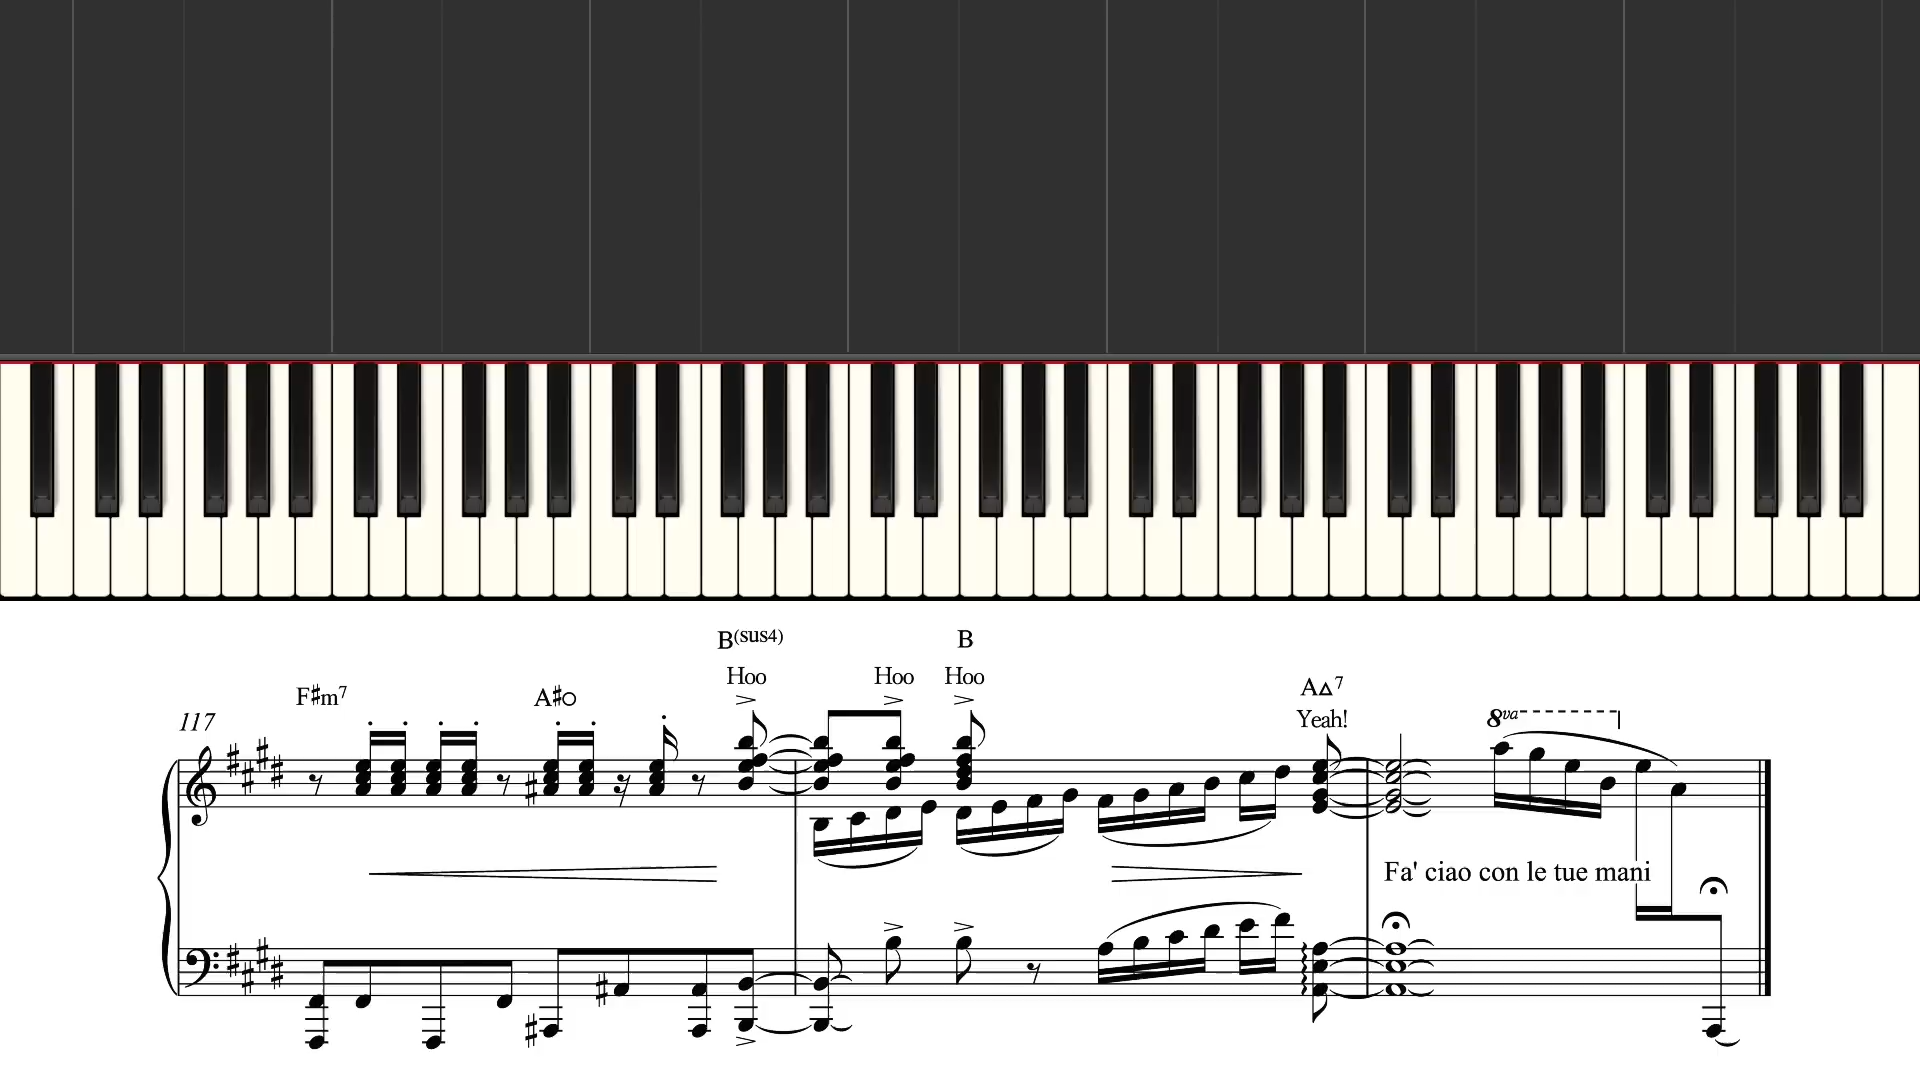 B(sus4) B
Hoo Hoo Hoo
F#m7 A#○ A△7
117 Yeah! 8va
Fa' ciao con le tue mani